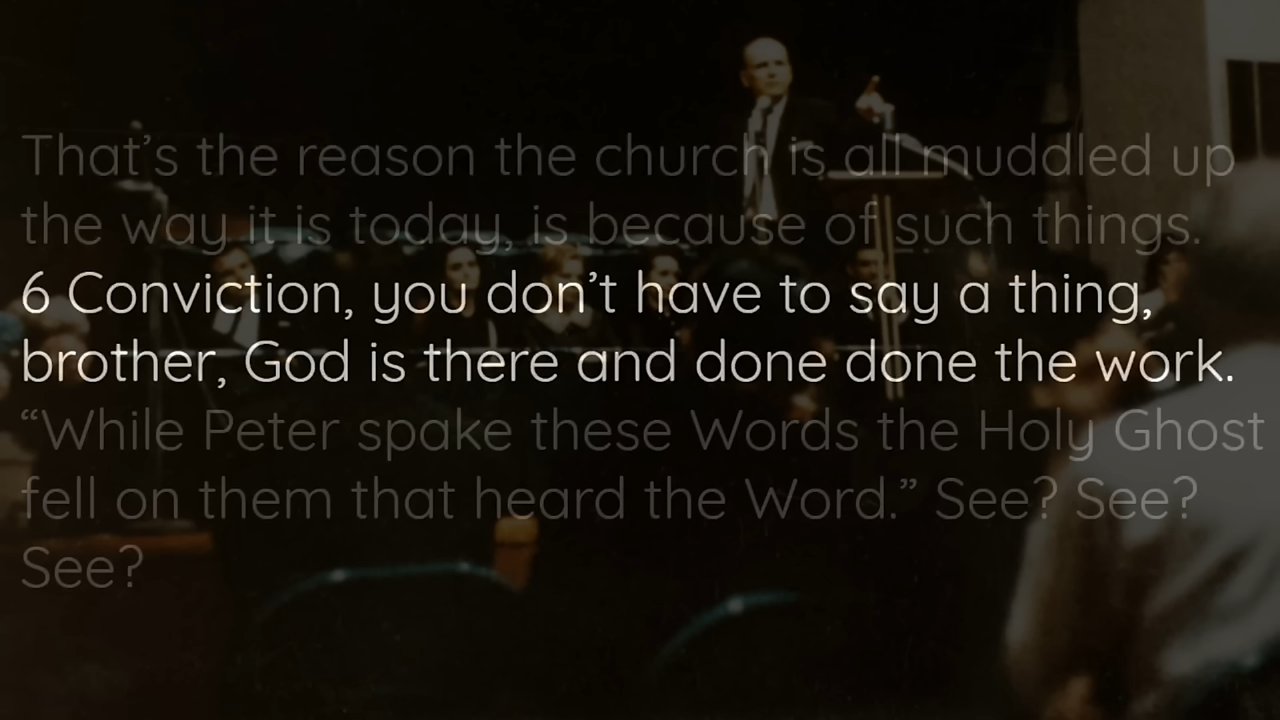 That’s the reason the church is all muddled up
the way it is today, is because of such things.
6 Conviction, you don’t have to say a thing,
brother, God is there and done done the work.
“While Peter spake these Words the Holy Ghost
fell on them that heard the Word.” See? See?
See?